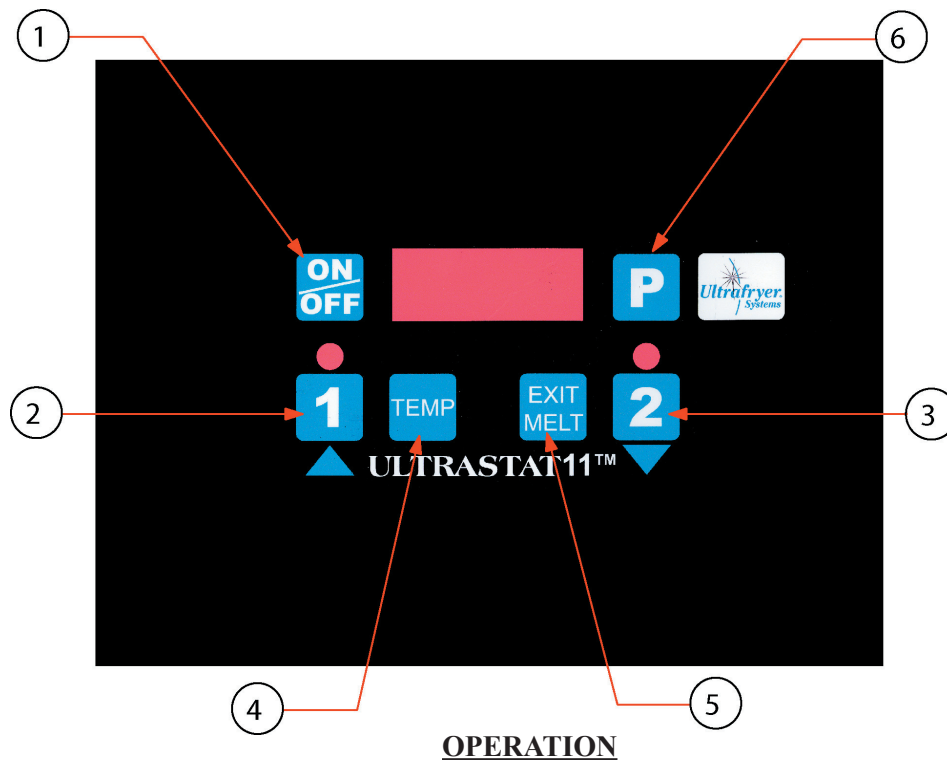 1
6
ON
OFF
P
Ultrafryer
Systems
2
1
TEMP
EXIT
MELT
2
3
ULTRASTAT11™
4
5
OPERATION